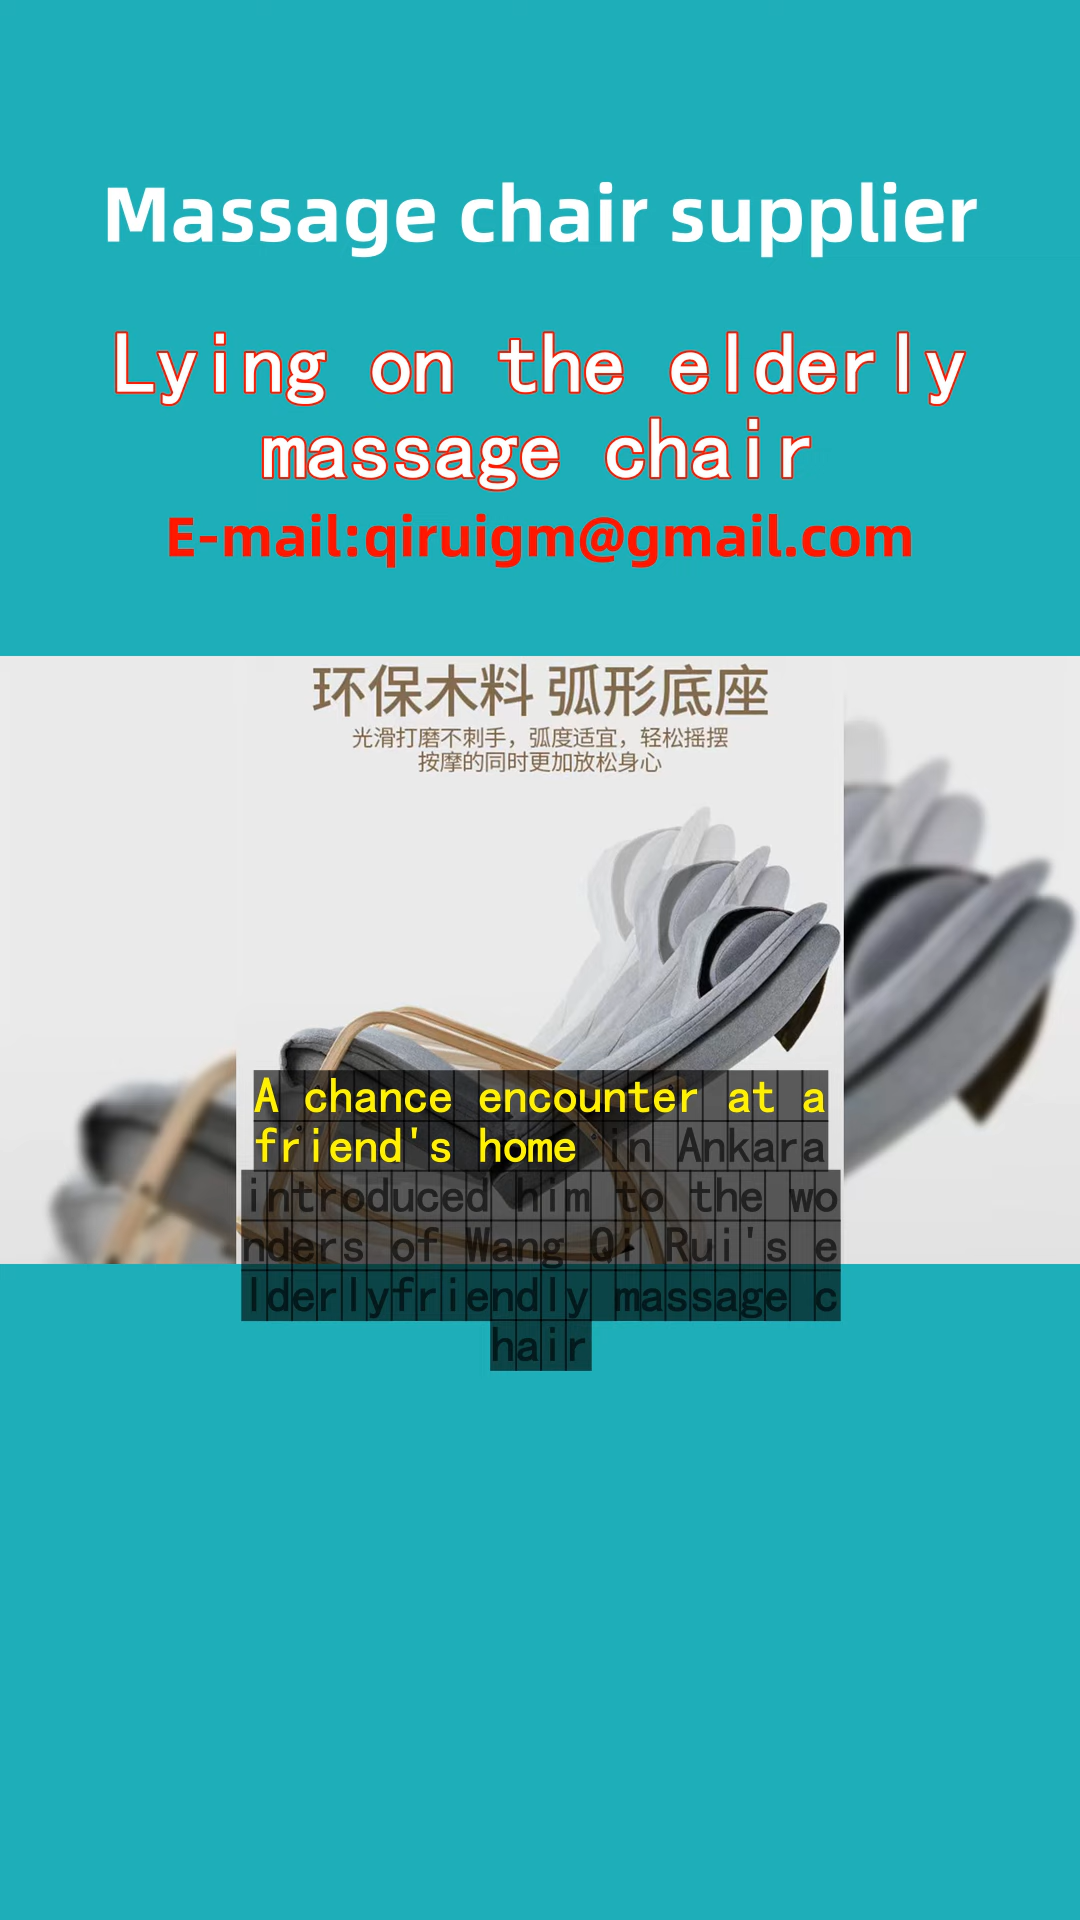 Massage chair supplier
Lying on the elderly
massage chair
E-mail:qiruigm@gmail.com
环保木料 弧形底座
光滑打磨不刺手，弧度适宜，轻松摇摆
按摩的同时更加放松身心
A chance encounter at a
friend's home in Ankara
introduced him to the wo
nders of Wang Qi Rui's e
lderlyfriendly massage c
hair